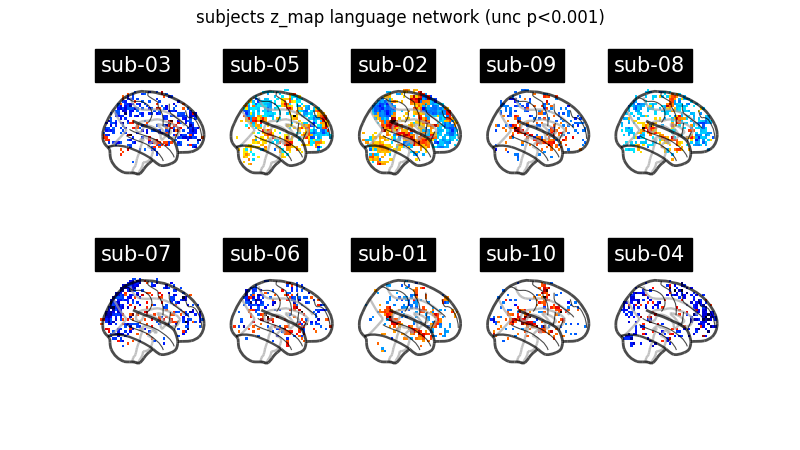 subjects z_map language network (unc p<0.001)
sub-03
sub-05
sub-02
sub-09
sub-08
sub-07
sub-06
sub-01
sub-10
sub-04